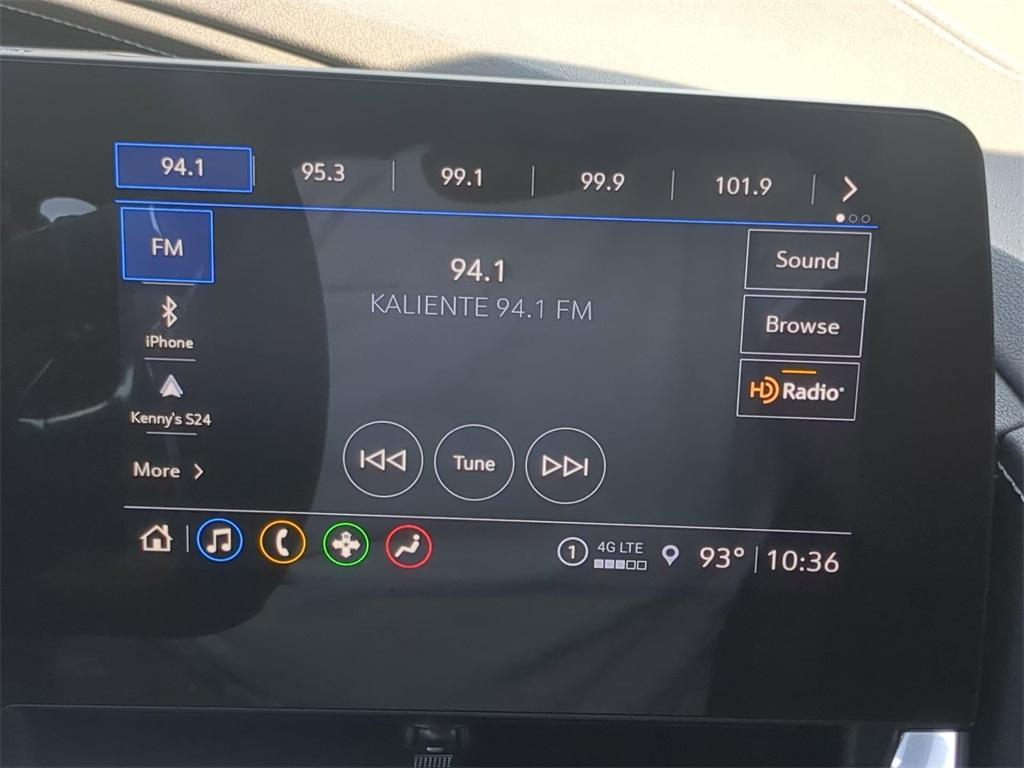 94.1
95.3
99.1
99.9
101.9
FM
94.1
KALIENTE 94.1 FM
Sound
Browse
HD Radio
iPhone
Kenny's S24
More
Tune
1
4G LTE
93°
10:36